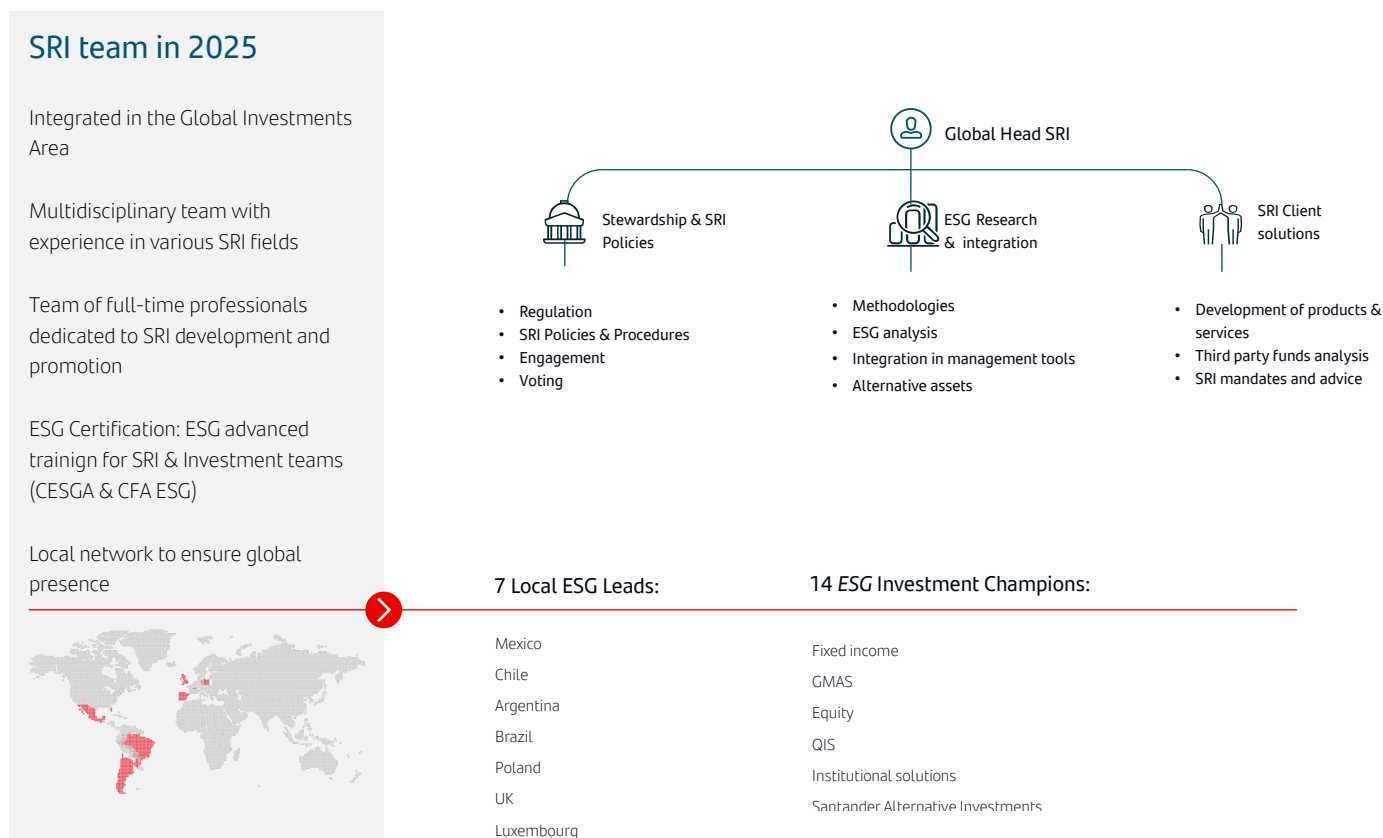 SRI team in 2025
Integrated in the Global Investments
Area
Multidisciplinary team with
experience in various SRI fields
Team of full-time professionals
dedicated to SRI development and
promotion
ESG Certification: ESG advanced
trainign for SRI & Investment teams
(CESGA & CFA ESG)
Local network to ensure global
presence
Global Head SRI
Stewardship & SRI
Policies
• Regulation
• SRI Policies & Procedures
• Engagement
• Voting
ESG Research
& integration
• Methodologies
• ESG analysis
• Integration in management tools
• Alternative assets
SRI Client
solutions
• Development of products &
services
• Third party funds analysis
• SRI mandates and advice
7 Local ESG Leads:
Mexico
Chile
Argentina
Brazil
Poland
UK
Luxembourg
14 ESG Investment Champions:
Fixed income
GMAS
Equity
QIS
Institutional solutions
Santander Alternative Investments